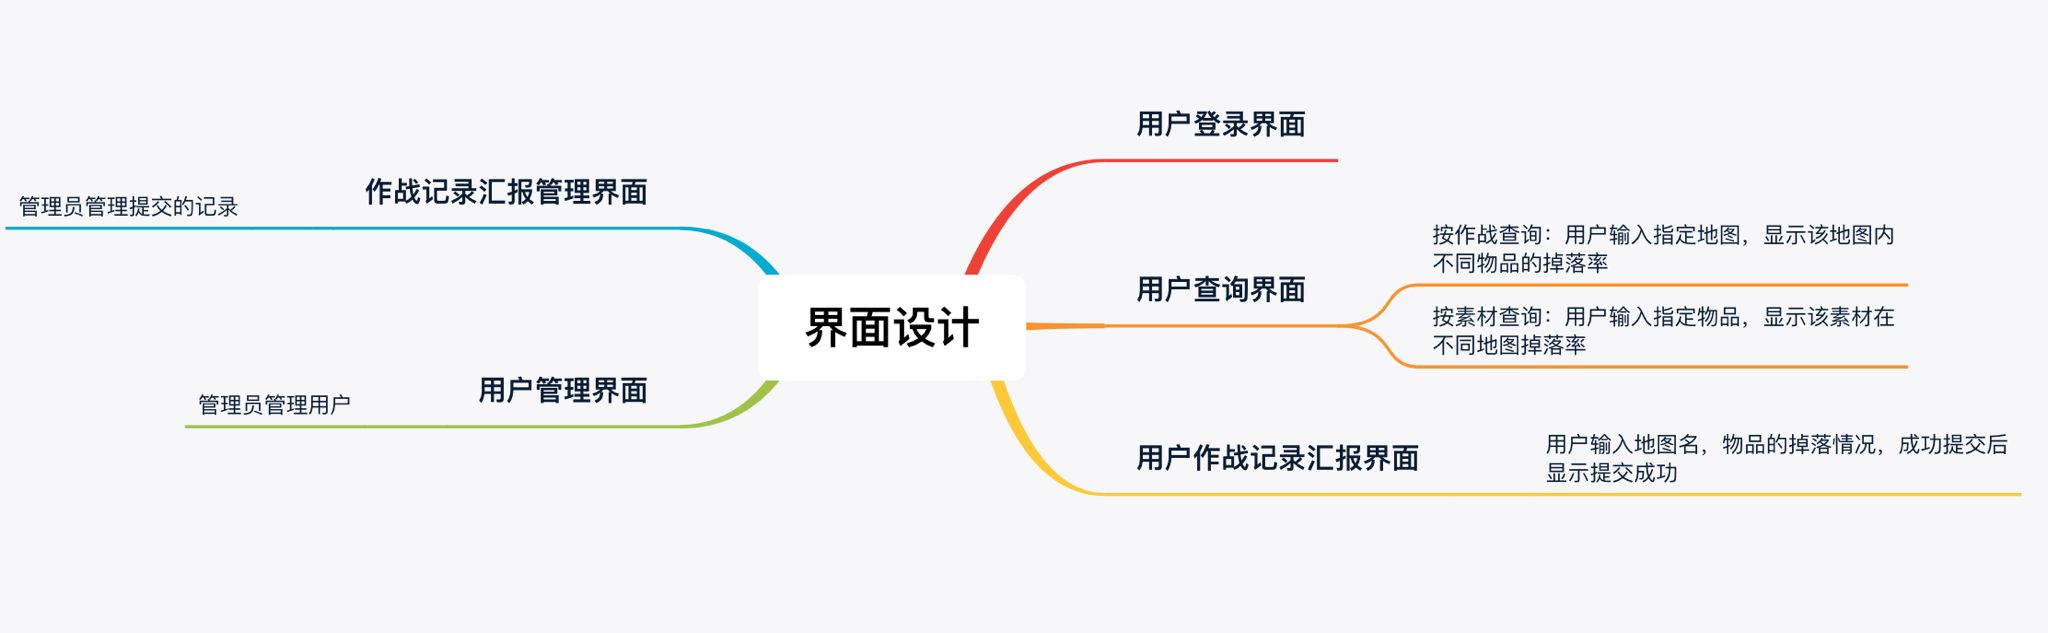 界面设计
用户登录界面
用户查询界面
按作战查询：用户输入指定地图，显示该地图内
不同物品的掉落率
按素材查询：用户输入指定物品，显示该素材在
不同地图掉落率
用户作战记录汇报界面
用户输入地图名，物品的掉落情况，成功提交后
显示提交成功
作战记录汇报管理界面
管理员管理提交的记录
用户管理界面
管理员管理用户